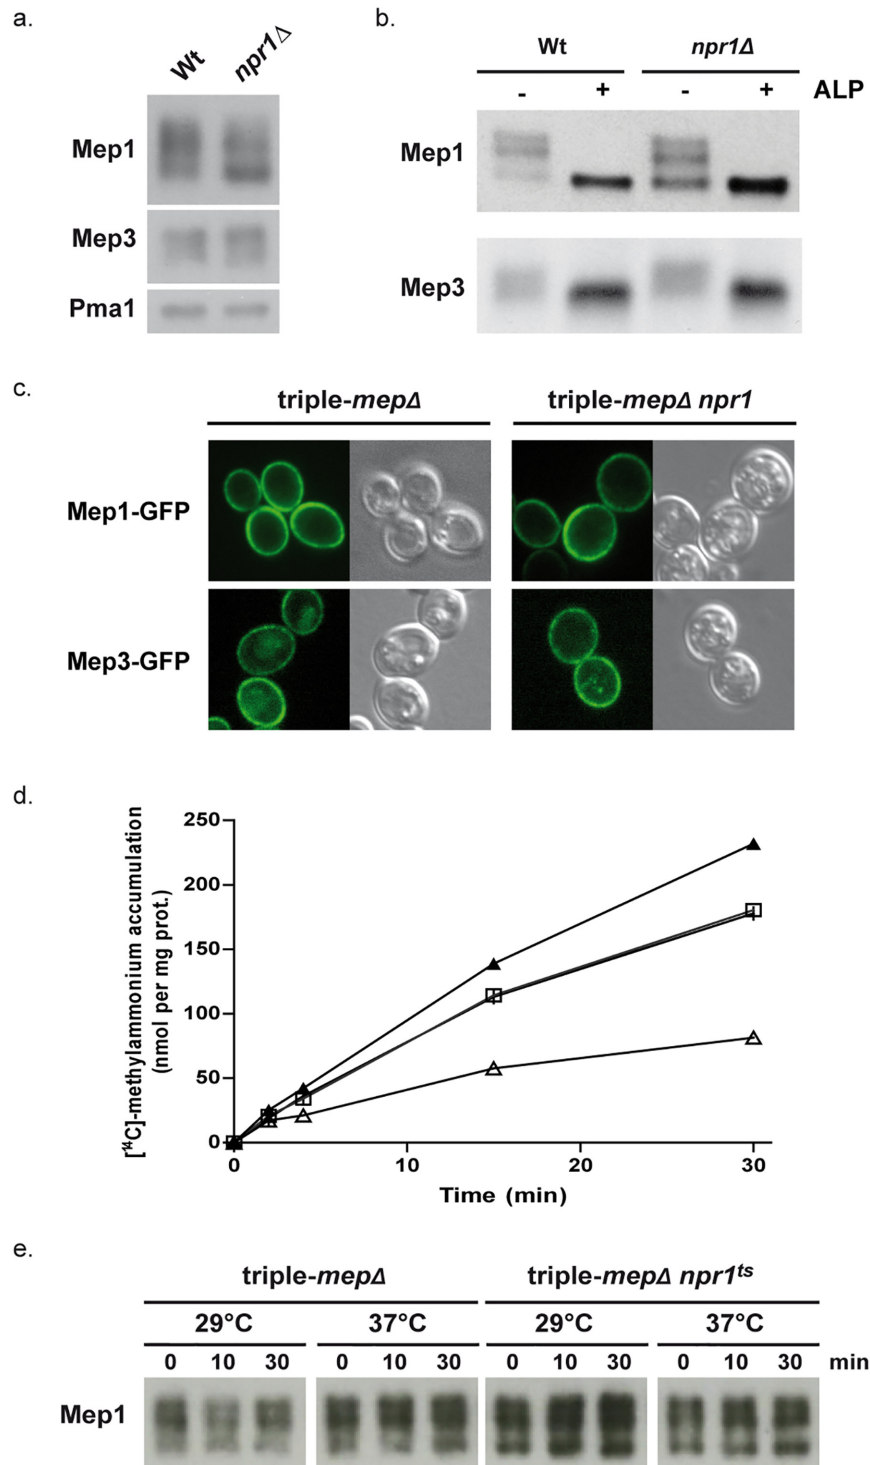 a.
Wt npr1Δ
Mep1
Mep3
Pma1
b.
Wt npr1Δ
- + - + ALP
Mep1
Mep3
c.
triple-mepΔ triple-mepΔ npr1
Mep1-GFP
Mep3-GFP
d.
[¹⁴C]-methylammonium accumulation
(nmol per mg prot.)
250
200
150
100
50
0
0 10 20 30
Time (min)
e.
triple-mepΔ triple-mepΔ npr1ᵗˢ
29°C 37°C 29°C 37°C
0 10 30 0 10 30 0 10 30 0 10 30 min
Mep1